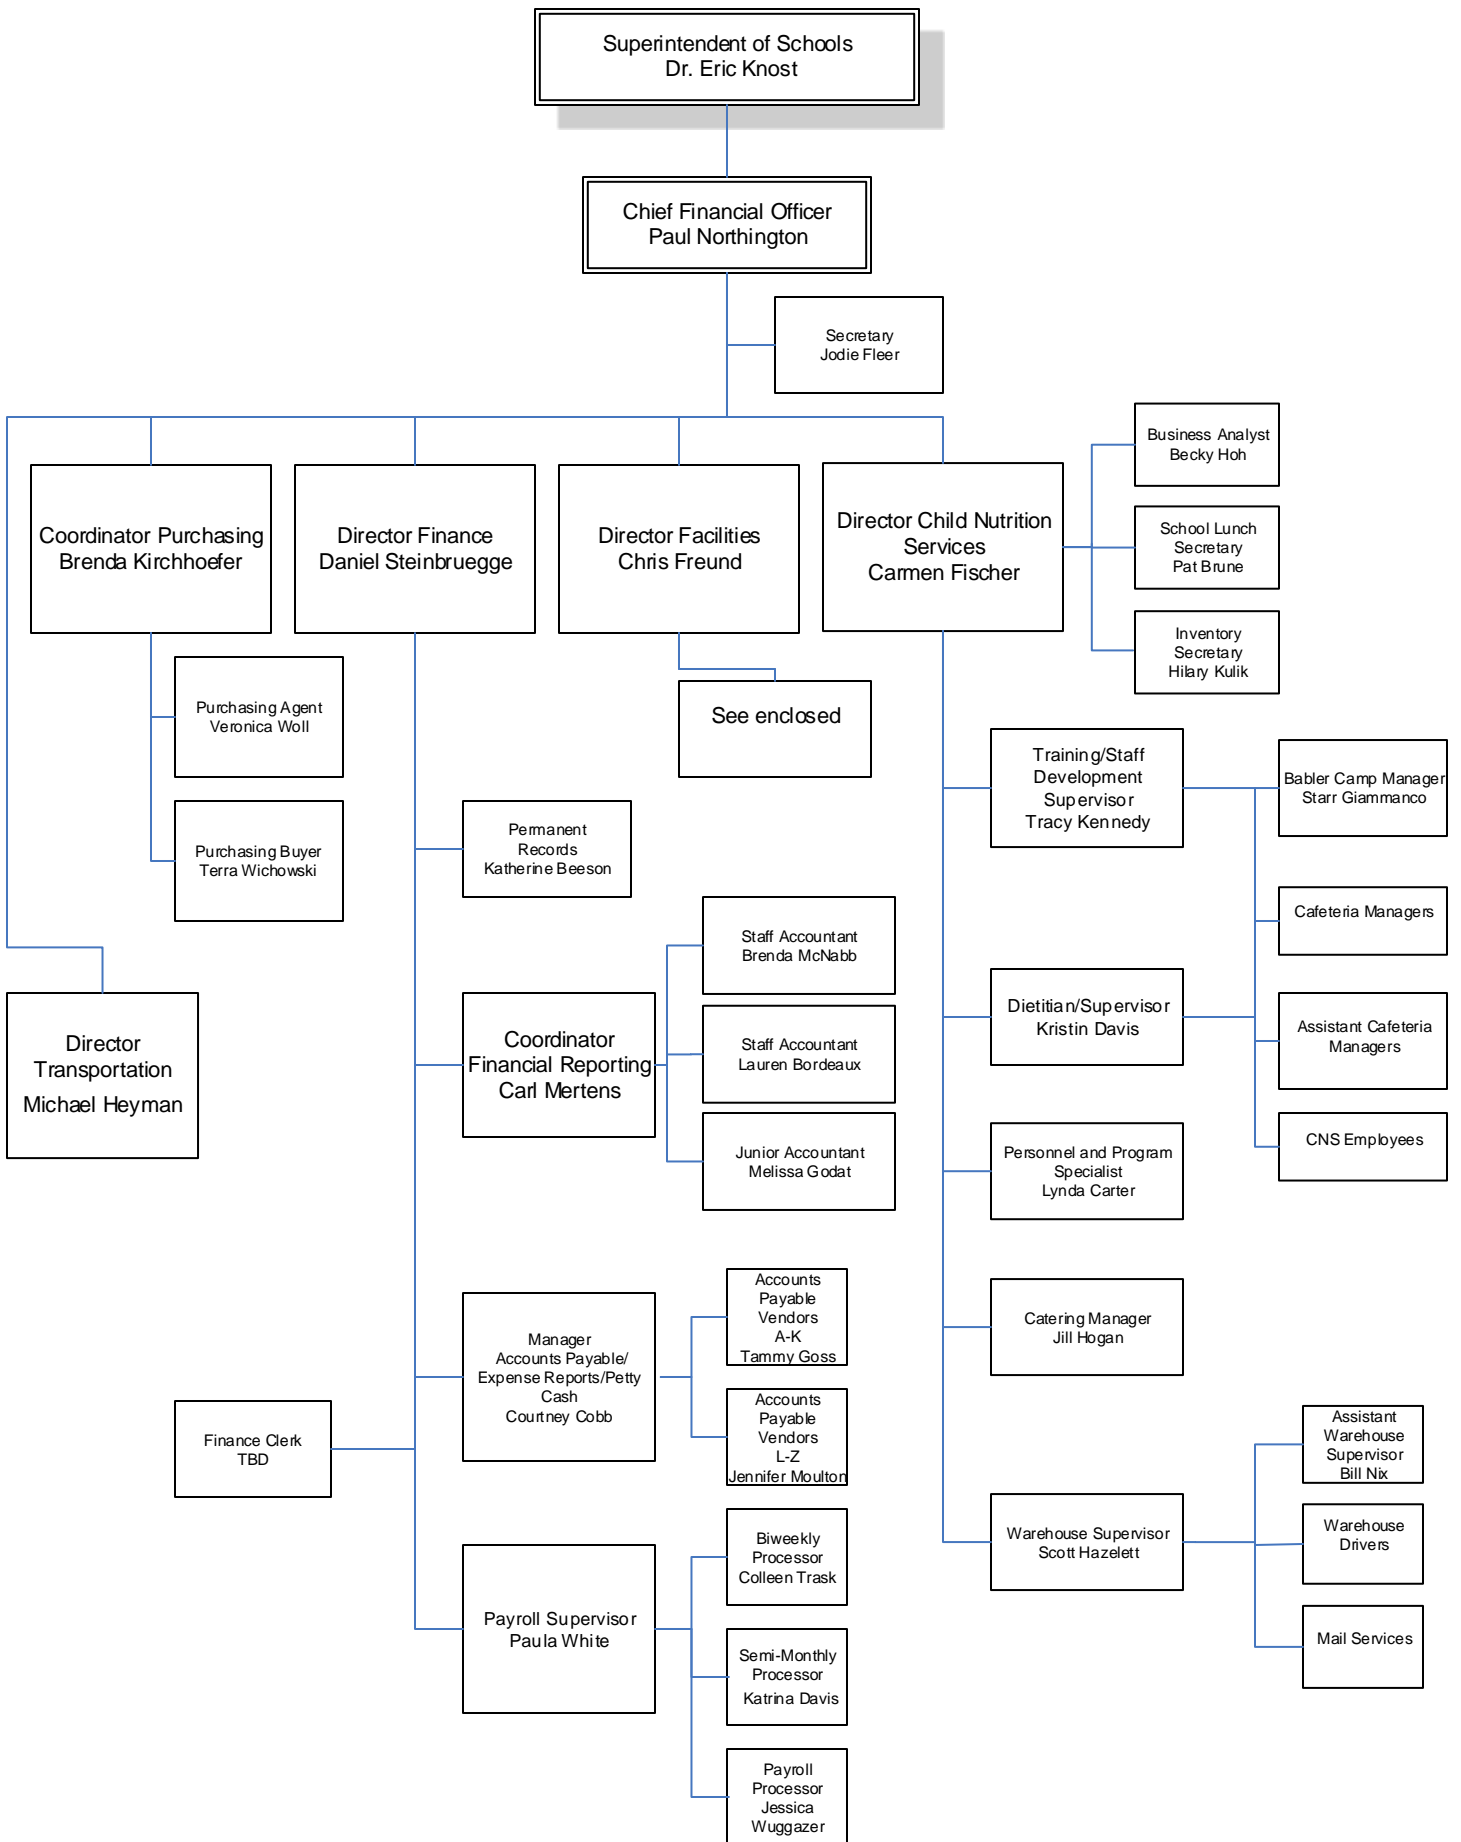 Superintendent of Schools
Dr. Eric Knost
Chief Financial Officer
Paul Northington
Secretary
Jodie Fleer
Business Analyst
Becky Hoh
School Lunch
Secretary
Pat Brune
Inventory
Secretary
Hilary Kulik
Coordinator Purchasing
Brenda Kirchhoefer
Director Finance
Daniel Steinbruegge
Director Facilities
Chris Freund
Director Child Nutrition
Services
Carmen Fischer
Purchasing Agent
Veronica Woll
Purchasing Buyer
Terra Wichowski
See enclosed
Director
Transportation
Michael Heyman
Permanent
Records
Katherine Beeson
Coordinator
Financial Reporting
Carl Mertens
Staff Accountant
Brenda McNabb
Staff Accountant
Lauren Bordeaux
Junior Accountant
Melissa Godat
Manager
Accounts Payable/
Expense Reports/Petty
Cash
Courtney Cobb
Accounts
Payable
Vendors
A-K
Tammy Goss
Accounts
Payable
Vendors
L-Z
Jennifer Moulton
Finance Clerk
TBD
Payroll Supervisor
Paula White
Biweekly
Processor
Colleen Trask
Semi-Monthly
Processor
Katrina Davis
Payroll
Processor
Jessica
Wuggazer
Training/Staff
Development
Supervisor
Tracy Kennedy
Babler Camp Manager
Starr Giammanco
Cafeteria Managers
Dietitian/Supervisor
Kristin Davis
Assistant Cafeteria
Managers
CNS Employees
Personnel and Program
Specialist
Lynda Carter
Catering Manager
Jill Hogan
Warehouse Supervisor
Scott Hazelett
Assistant
Warehouse
Supervisor
Bill Nix
Warehouse
Drivers
Mail Services